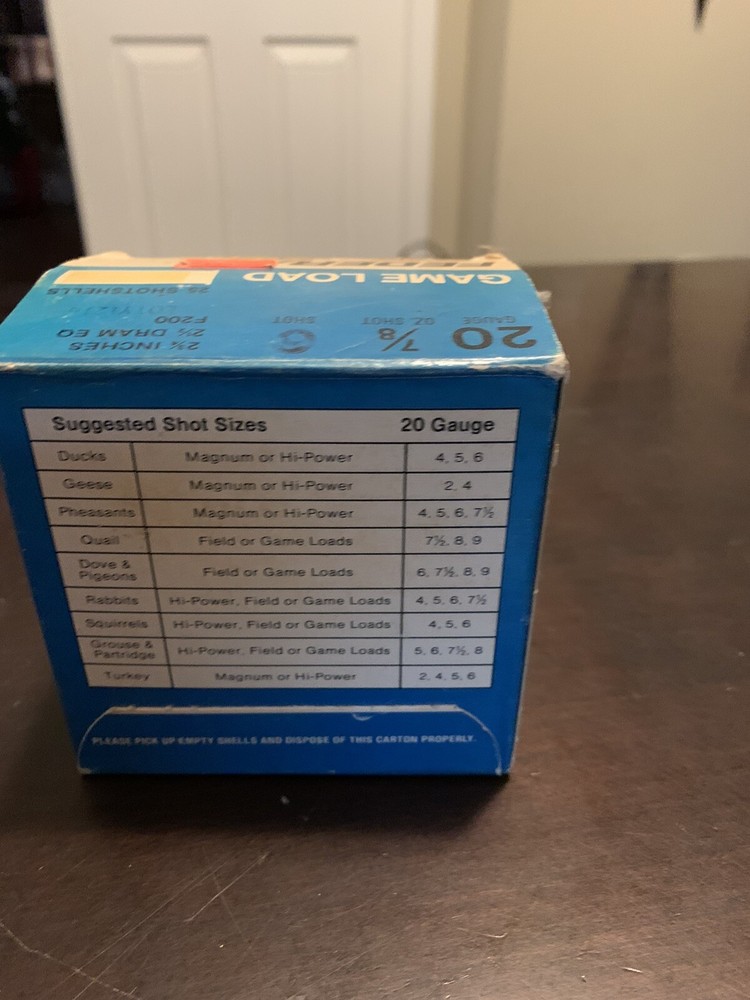 GAME LOAD
25 SHOTSHELLS
20 GAUGE
7/8 OZ. SHOT
SHOT
2¾ INCHES
2½ DRAM EQ
F200
Suggested Shot Sizes 20 Gauge
Ducks Magnum or Hi-Power 4, 5, 6
Geese Magnum or Hi-Power 2, 4
Pheasants Magnum or Hi-Power 4, 5, 6, 7½
Quail Field or Game Loads 7½, 8, 9
Dove & Pigeons Field or Game Loads 6, 7½, 8, 9
Rabbits Hi-Power, Field or Game Loads 4, 5, 6, 7½
Squirrels Hi-Power, Field or Game Loads 4, 5, 6
Grouse & Partridge Hi-Power, Field or Game Loads 5, 6, 7½, 8
Turkey Magnum or Hi-Power 2, 4, 5, 6
PLEASE PICK UP EMPTY SHELLS AND DISPOSE OF THIS CARTON PROPERLY.